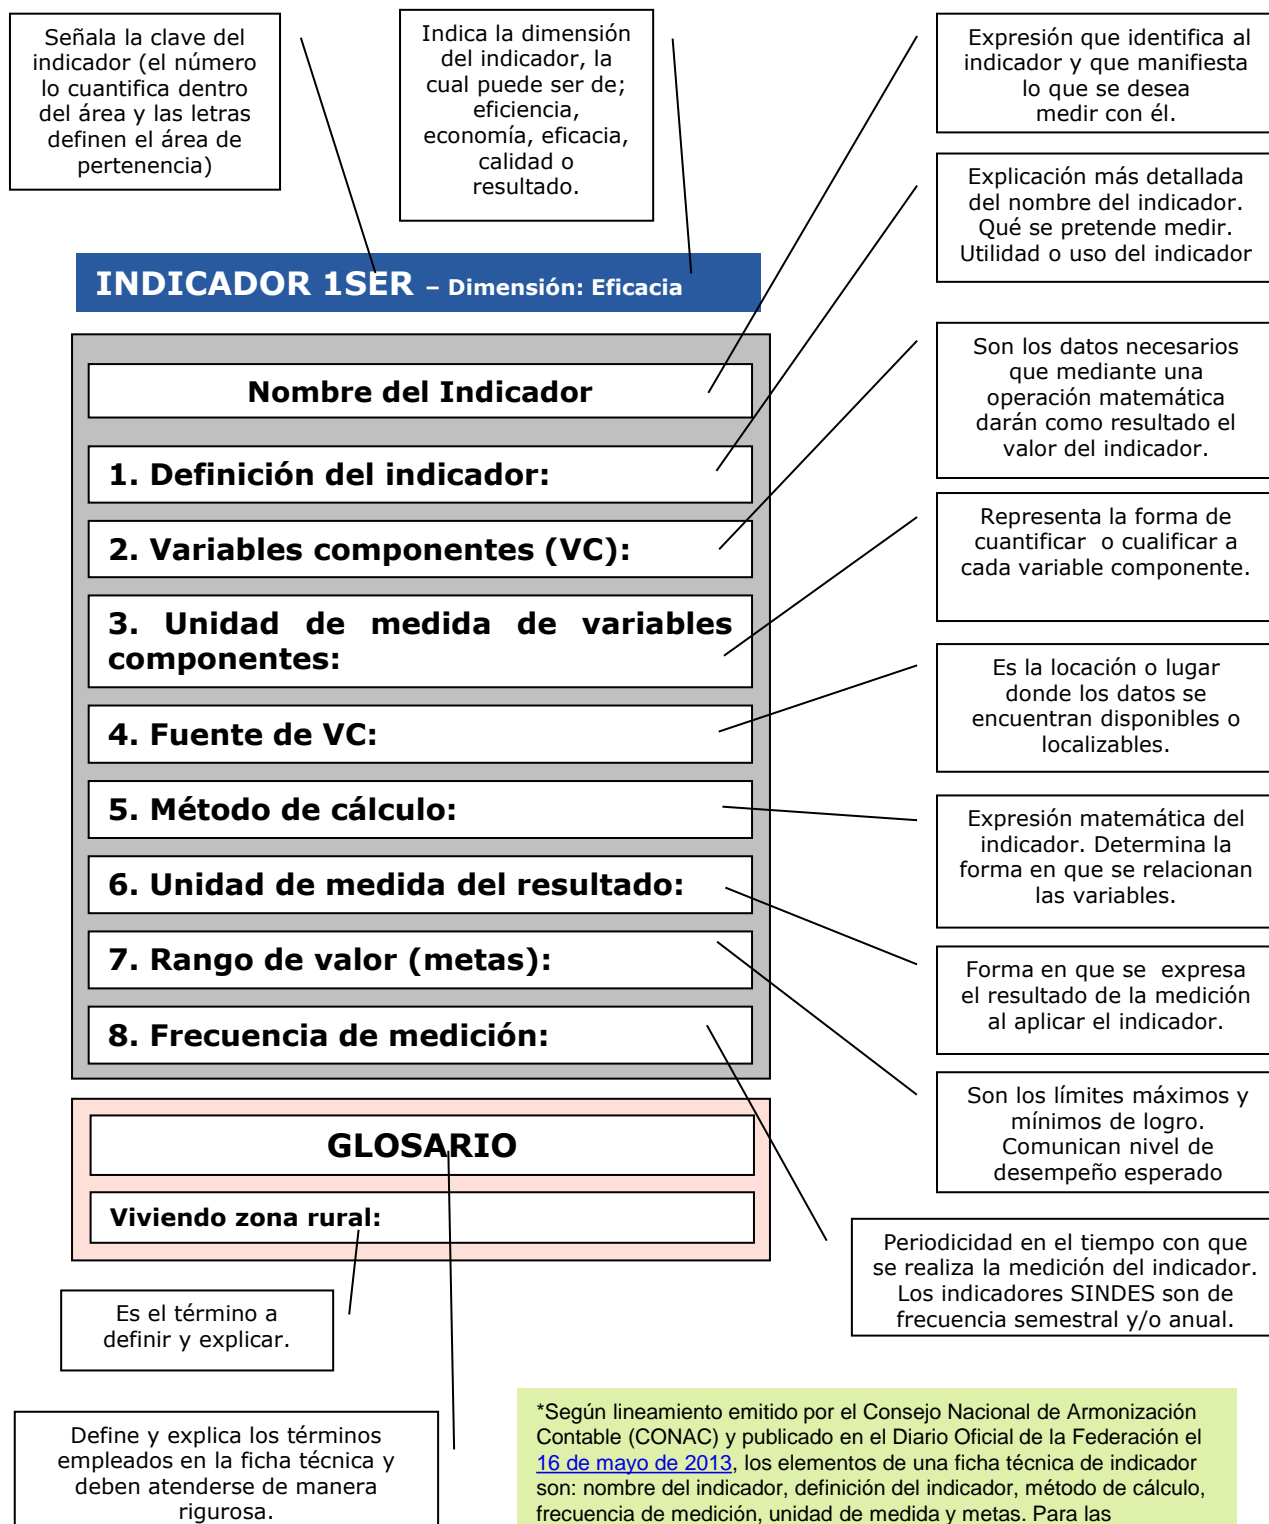 Señala la clave del
indicador (el número
lo cuantifica dentro
del área y las letras
definen el área de
pertenencia)
Indica la dimensión
del indicador, la
cual puede ser de;
eficiencia,
economía, eficacia,
calidad o
resultado.
Expresión que identifica al
indicador y que manifiesta
lo que se desea
medir con él.
Explicación más detallada
del nombre del indicador.
Qué se pretende medir.
Utilidad o uso del indicador
INDICADOR 1SER – Dimensión: Eficacia
Nombre del Indicador
Son los datos necesarios
que mediante una
operación matemática
darán como resultado el
valor del indicador.
1. Definición del indicador:
2. Variables componentes (VC):
Representa la forma de
cuantificar o cualificar a
cada variable componente.
3. Unidad de medida de variables
componentes:
Es la locación o lugar
donde los datos se
encuentran disponibles o
localizables.
4. Fuente de VC:
5. Método de cálculo:
Expresión matemática del
indicador. Determina la
forma en que se relacionan
las variables.
6. Unidad de medida del resultado:
7. Rango de valor (metas):
Forma en que se expresa
el resultado de la medición
al aplicar el indicador.
8. Frecuencia de medición:
Son los límites máximos y
mínimos de logro.
Comunican nivel de
desempeño esperado
GLOSARIO
Viviendo zona rural:
Periodicidad en el tiempo con que
se realiza la medición del indicador.
Los indicadores SINDES son de
frecuencia semestral y/o anual.
Es el término a
definir y explicar.
Define y explica los términos
empleados en la ficha técnica y
deben atenderse de manera
rigurosa.
*Según lineamiento emitido por el Consejo Nacional de Armonización
Contable (CONAC) y publicado en el Diario Oficial de la Federación el
16 de mayo de 2013, los elementos de una ficha técnica de indicador
son: nombre del indicador, definición del indicador, método de cálculo,
frecuencia de medición, unidad de medida y metas. Para las